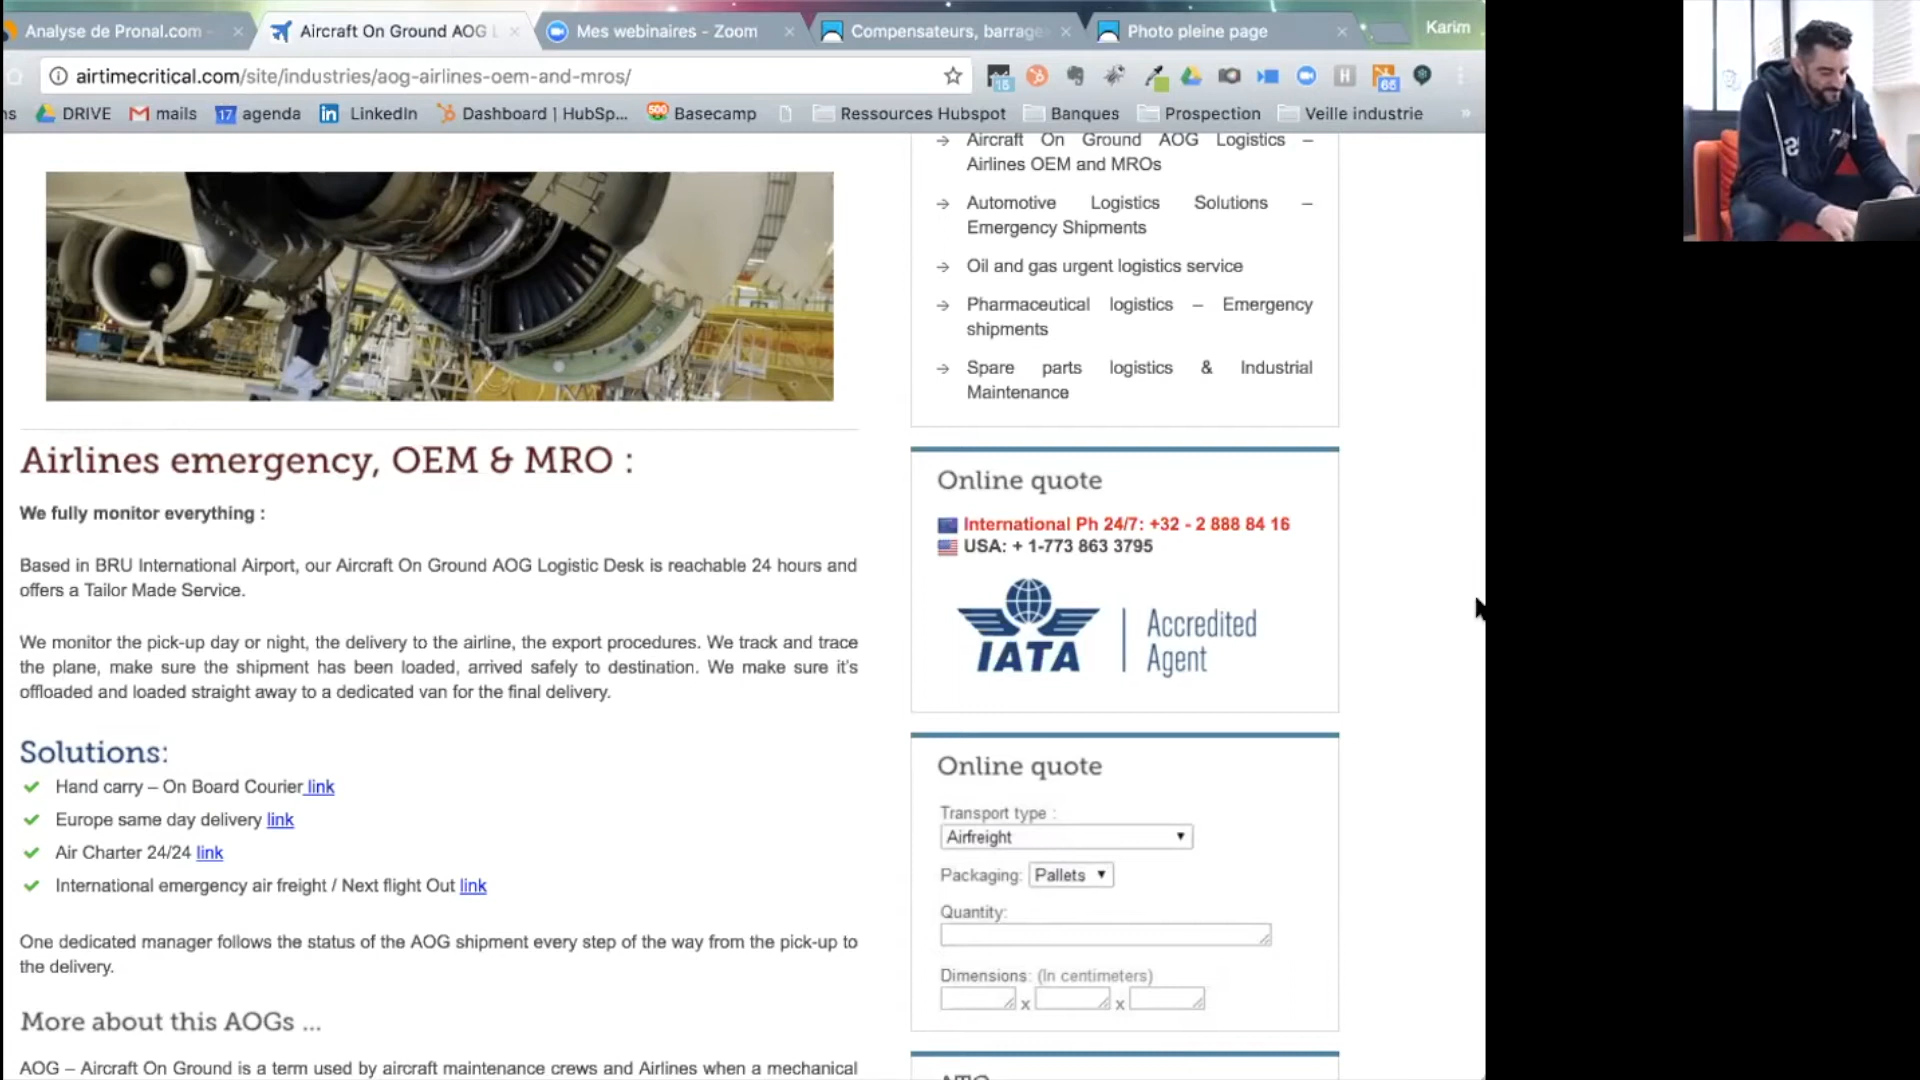 Analyse de Pronal.com -
Aircraft On Ground AOG L
Mes webinaires - Zoom
Compensateurs, barrage
Photo pleine page
Karim
airtimecritical.com/site/industries/aog-airlines-oem-and-mros/
15
H
65
ns
DRIVE
mails
17
agenda
in
LinkedIn
Dashboard | HubSp...
500
Basecamp
Ressources Hubspot
Banques
Prospection
Veille industrie
»
Aircraft On Ground AOG Logistics –
Airlines OEM and MROs
Automotive Logistics Solutions –
Emergency Shipments
Oil and gas urgent logistics service
Pharmaceutical logistics – Emergency
shipments
Spare parts logistics & Industrial
Maintenance
Airlines emergency, OEM & MRO :
We fully monitor everything :
Based in BRU International Airport, our Aircraft On Ground AOG Logistic Desk is reachable 24 hours and
offers a Tailor Made Service.
We monitor the pick-up day or night, the delivery to the airline, the export procedures. We track and trace
the plane, make sure the shipment has been loaded, arrived safely to destination. We make sure it's
offloaded and loaded straight away to a dedicated van for the final delivery.
Solutions:
Hand carry – On Board Courier link
Europe same day delivery link
Air Charter 24/24 link
International emergency air freight / Next flight Out link
One dedicated manager follows the status of the AOG shipment every step of the way from the pick-up to
the delivery.
More about this AOGs ...
AOG – Aircraft On Ground is a term used by aircraft maintenance crews and Airlines when a mechanical
Online quote
International Ph 24/7: +32 - 2 888 84 16
USA: + 1-773 863 3795
IATA
Accredited
Agent
Online quote
Transport type :
Airfreight
Packaging: Pallets
Quantity:
Dimensions: (In centimeters)
x x